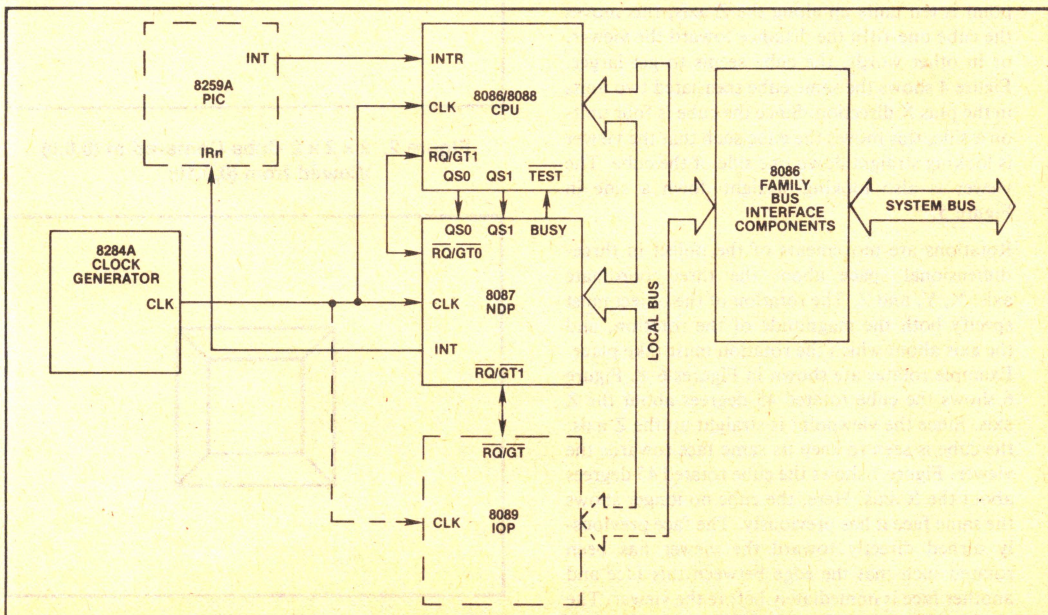 8259A
PIC
INT
IRn
INTR
8086/8088
CPU
CLK
RQ/GT1
QS0 QS1 TEST
QS0 QS1 BUSY
RQ/GT0
8087
NDP
CLK
INT
RQ/GT1
8284A
CLOCK
GENERATOR
CLK
RQ/GT
8089
IOP
CLK
LOCAL BUS
8086
FAMILY
BUS
INTERFACE
COMPONENTS
SYSTEM BUS